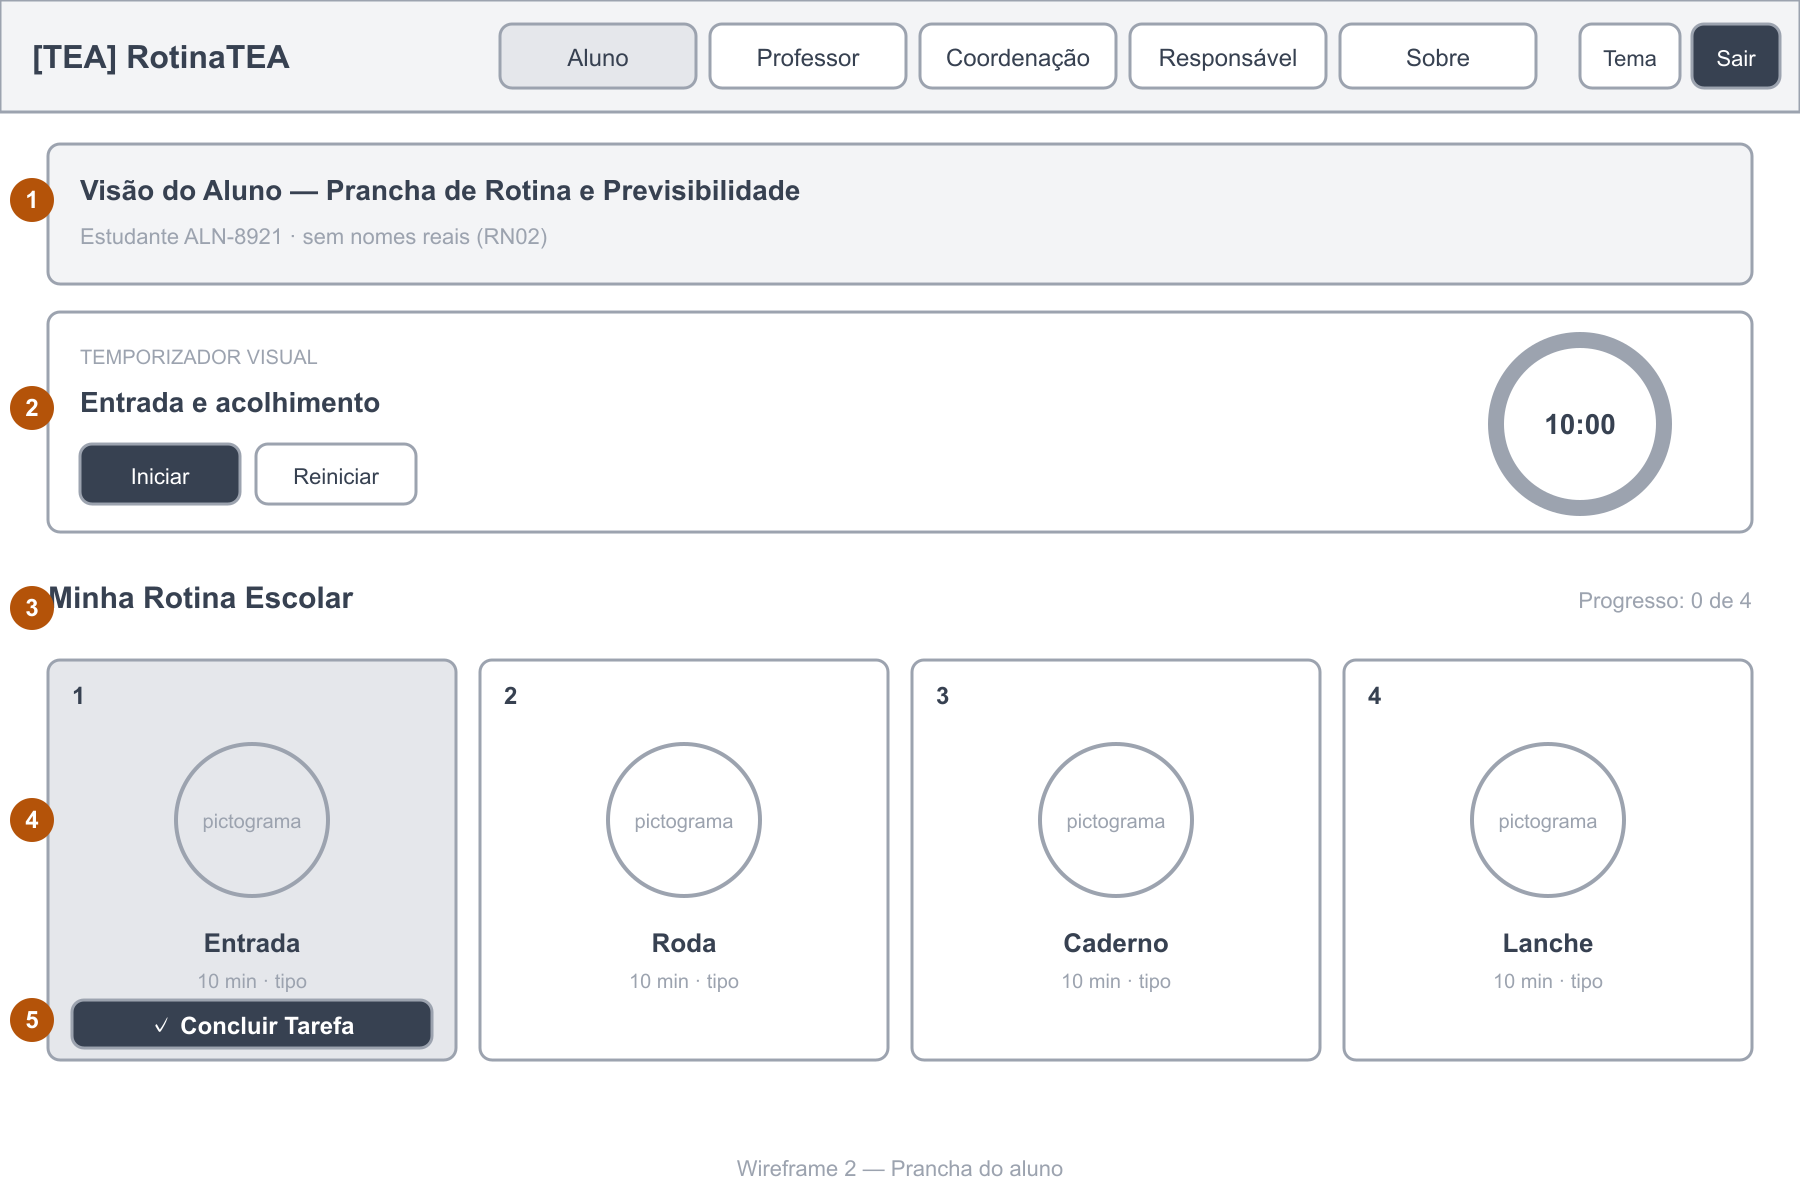 [TEA] RotinaTEA
Aluno
Professor
Coordenação
Responsável
Sobre
Tema
Sair
1
Visão do Aluno — Prancha de Rotina e Previsibilidade
Estudante ALN-8921 · sem nomes reais (RN02)
2
TEMPORIZADOR VISUAL
Entrada e acolhimento
Iniciar
Reiniciar
10:00
3
Minha Rotina Escolar
Progresso: 0 de 4
4
1
pictograma
Entrada
10 min · tipo
5
✓ Concluir Tarefa
2
pictograma
Roda
10 min · tipo
3
pictograma
Caderno
10 min · tipo
4
pictograma
Lanche
10 min · tipo
Wireframe 2 — Prancha do aluno